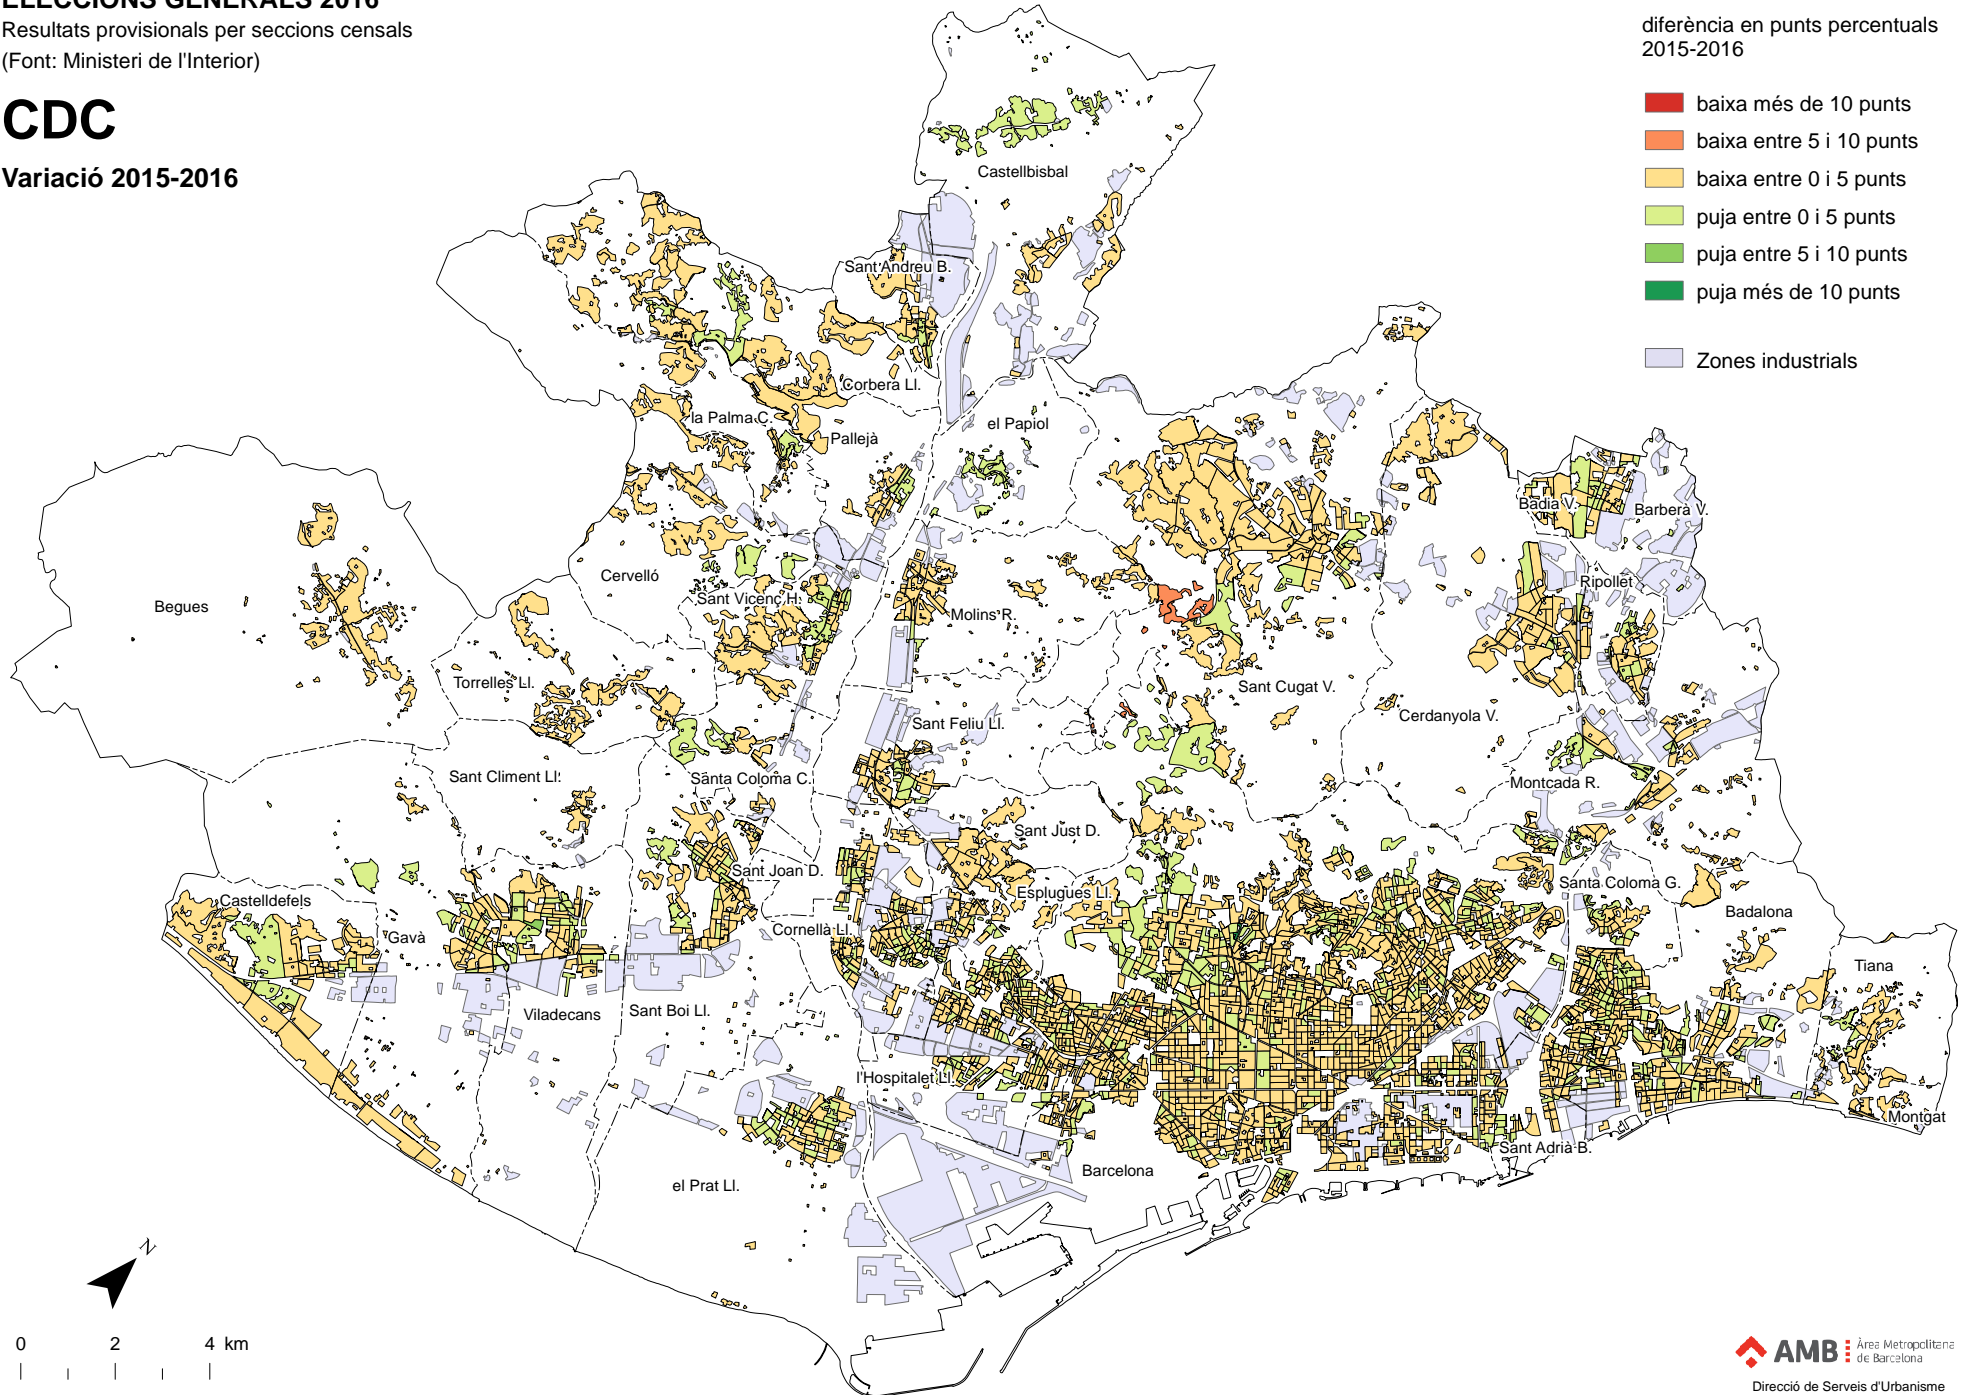 ELECCIONS GENERALS 2016
Resultats provisionals per seccions censals
(Font: Ministeri de l'Interior)
CDC
Variació 2015-2016
diferència en punts percentuals
2015-2016
baixa més de 10 punts
baixa entre 5 i 10 punts
baixa entre 0 i 5 punts
puja entre 0 i 5 punts
puja entre 5 i 10 punts
puja més de 10 punts
Zones industrials
Castellbisbal
Sant Andreu B.
Corbera Ll.
la Palma C.
Pallejà
el Papiol
Badia V.
Barberà V.
Begues
Cervelló
Sant Vicenç H.
Molins R.
Ripollet
Torrelles Ll.
Sant Cugat V.
Cerdanyola V.
Sant Feliu Ll.
Sant Climent Ll.
Santa Coloma C.
Montcada R.
Sant Just D.
Sant Joan D.
Esplugues Ll.
Santa Coloma G.
Castelldefels
Badalona
Gavà
Cornellà Ll.
Tiana
Viladecans
Sant Boi Ll.
l'Hospitalet Ll.
Montgat
Sant Adrià B.
Barcelona
el Prat Ll.
N
0 2 4 km
AMB
Àrea Metropolitana
de Barcelona
Direcció de Serveis d'Urbanisme